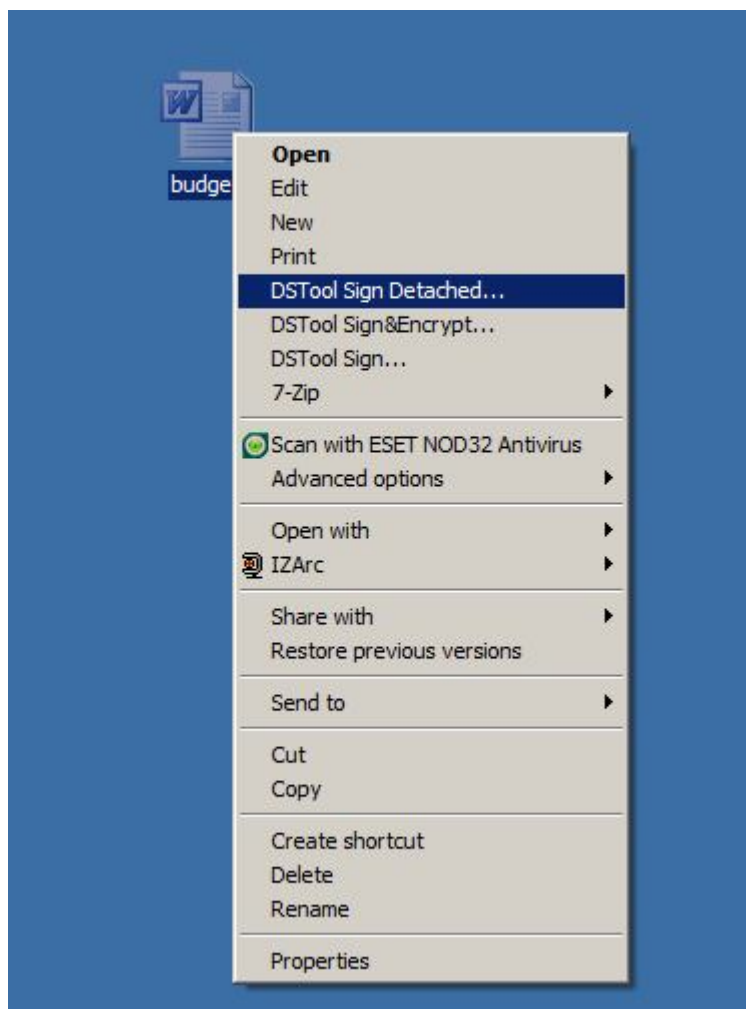 W
budge
Open
Edit
New
Print
DSTool Sign Detached...
DSTool Sign&Encrypt...
DSTool Sign...
7-Zip
Scan with ESET NOD32 Antivirus
Advanced options
Open with
IZArc
Share with
Restore previous versions
Send to
Cut
Copy
Create shortcut
Delete
Rename
Properties